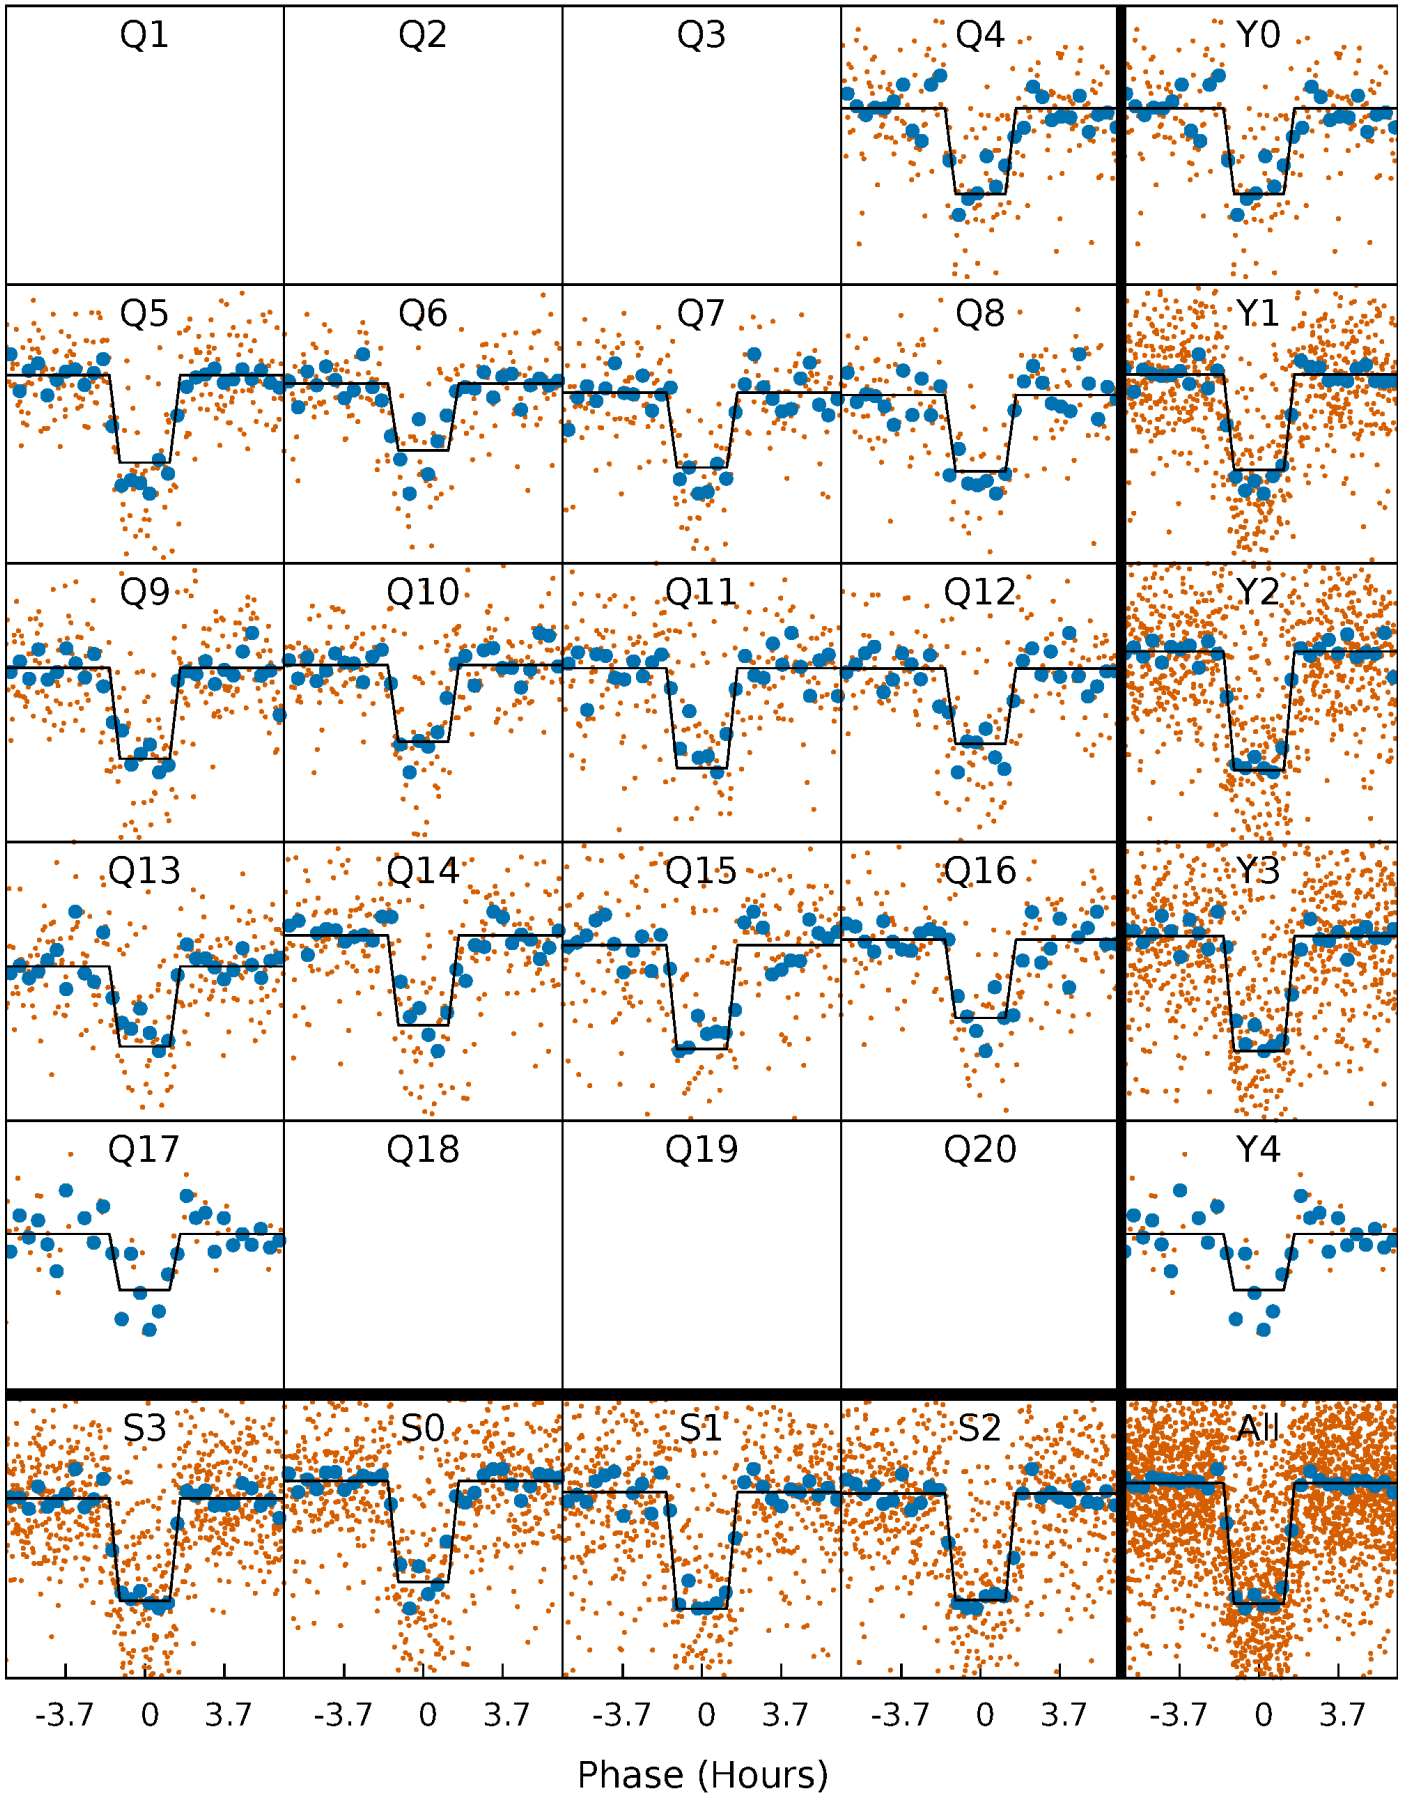 Q1 Q2 Q3 Q4 Y0
Q5 Q6 Q7 Q8 Y1
Q9 Q10 Q11 Q12 Y2
Q13 Q14 Q15 Q16 Y3
Q17 Q18 Q19 Q20 Y4
S3 S0 S1 S2 All
-3.7 0 3.7 -3.7 0 3.7 -3.7 0 3.7 -3.7 0 3.7 -3.7 0 3.7
Phase (Hours)